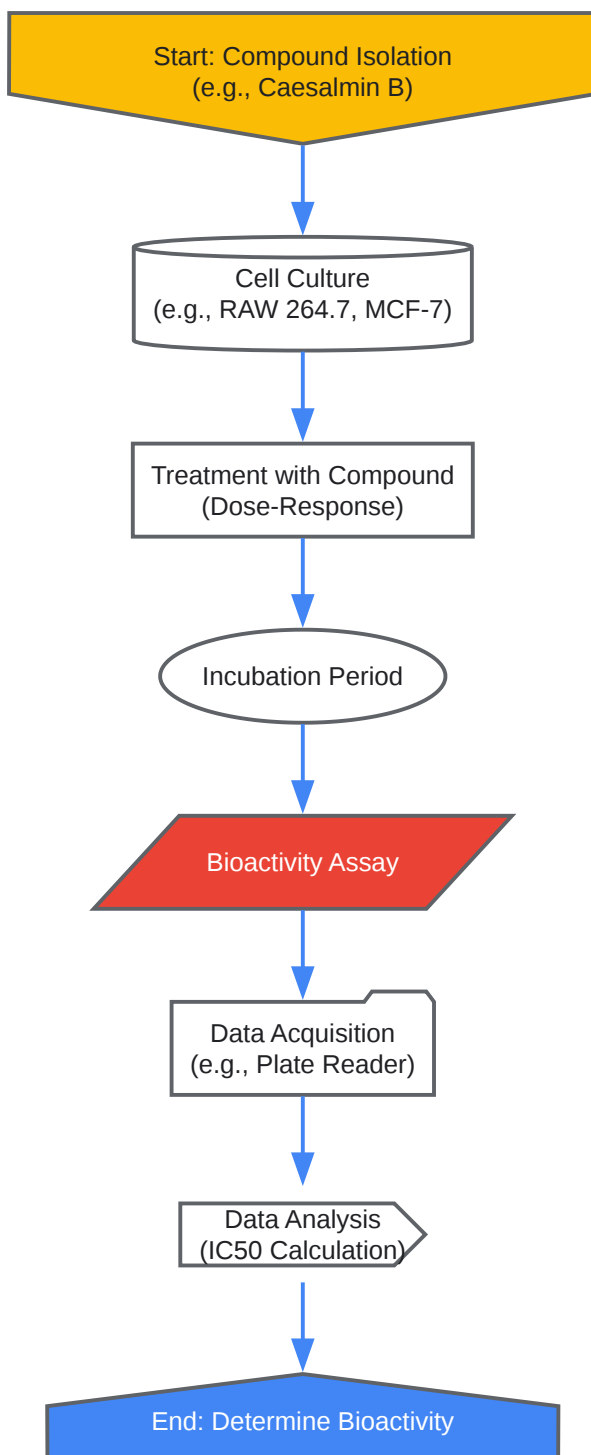 Start: Compound Isolation
(e.g., Caesalmin B)
Cell Culture
(e.g., RAW 264.7, MCF-7)
Treatment with Compound
(Dose-Response)
Incubation Period
Bioactivity Assay
Data Acquisition
(e.g., Plate Reader)
Data Analysis
(IC50 Calculation)
End: Determine Bioactivity